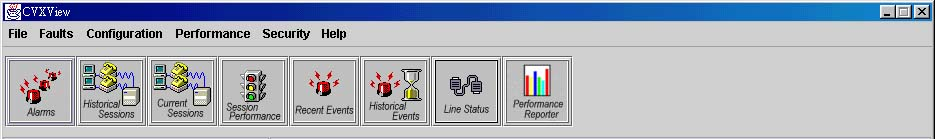 CVXView
File Faults Configuration Performance Security Help
Alarms
Historical Sessions
Current Sessions
Session Performance
Recent Events
Historical Events
Line Status
Performance Reporter